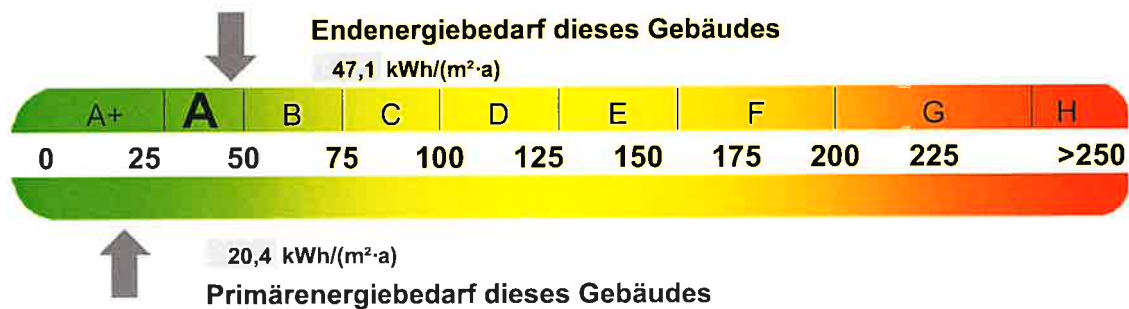 Endenergiebedarf dieses Gebäudes
47,1 kWh/(m²·a)
A+ A B C D E F G H
0 25 50 75 100 125 150 175 200 225 >250
20,4 kWh/(m²·a)
Primärenergiebedarf dieses Gebäudes